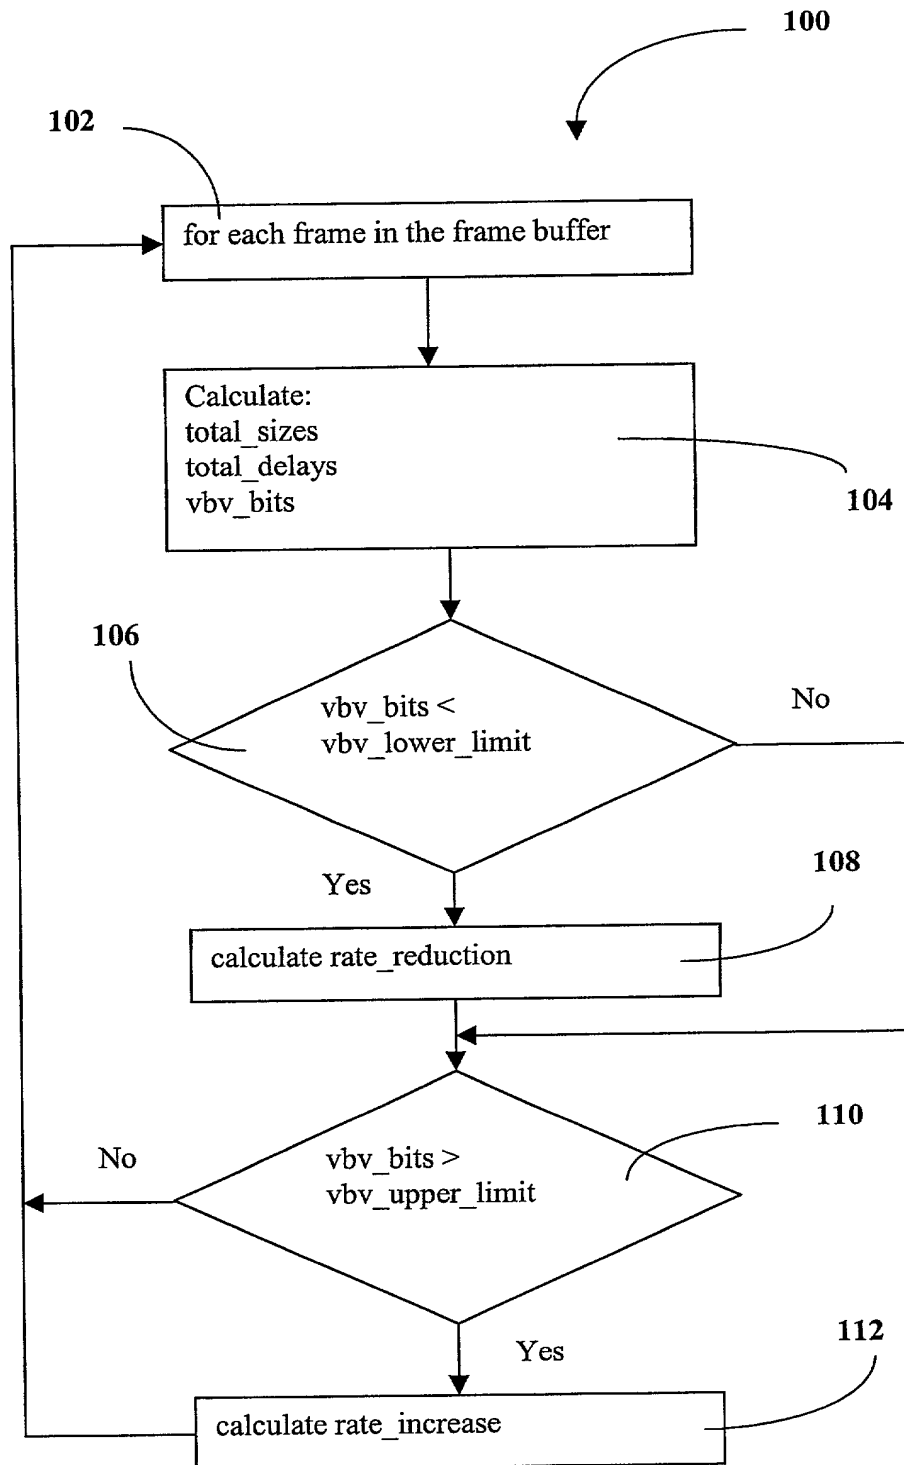 100
102
for each frame in the frame buffer
Calculate:
total_sizes
total_delays
vbv_bits
104
106
vbv_bits <
vbv_lower_limit
No
Yes
108
calculate rate_reduction
110
No
vbv_bits >
vbv_upper_limit
Yes
112
calculate rate_increase